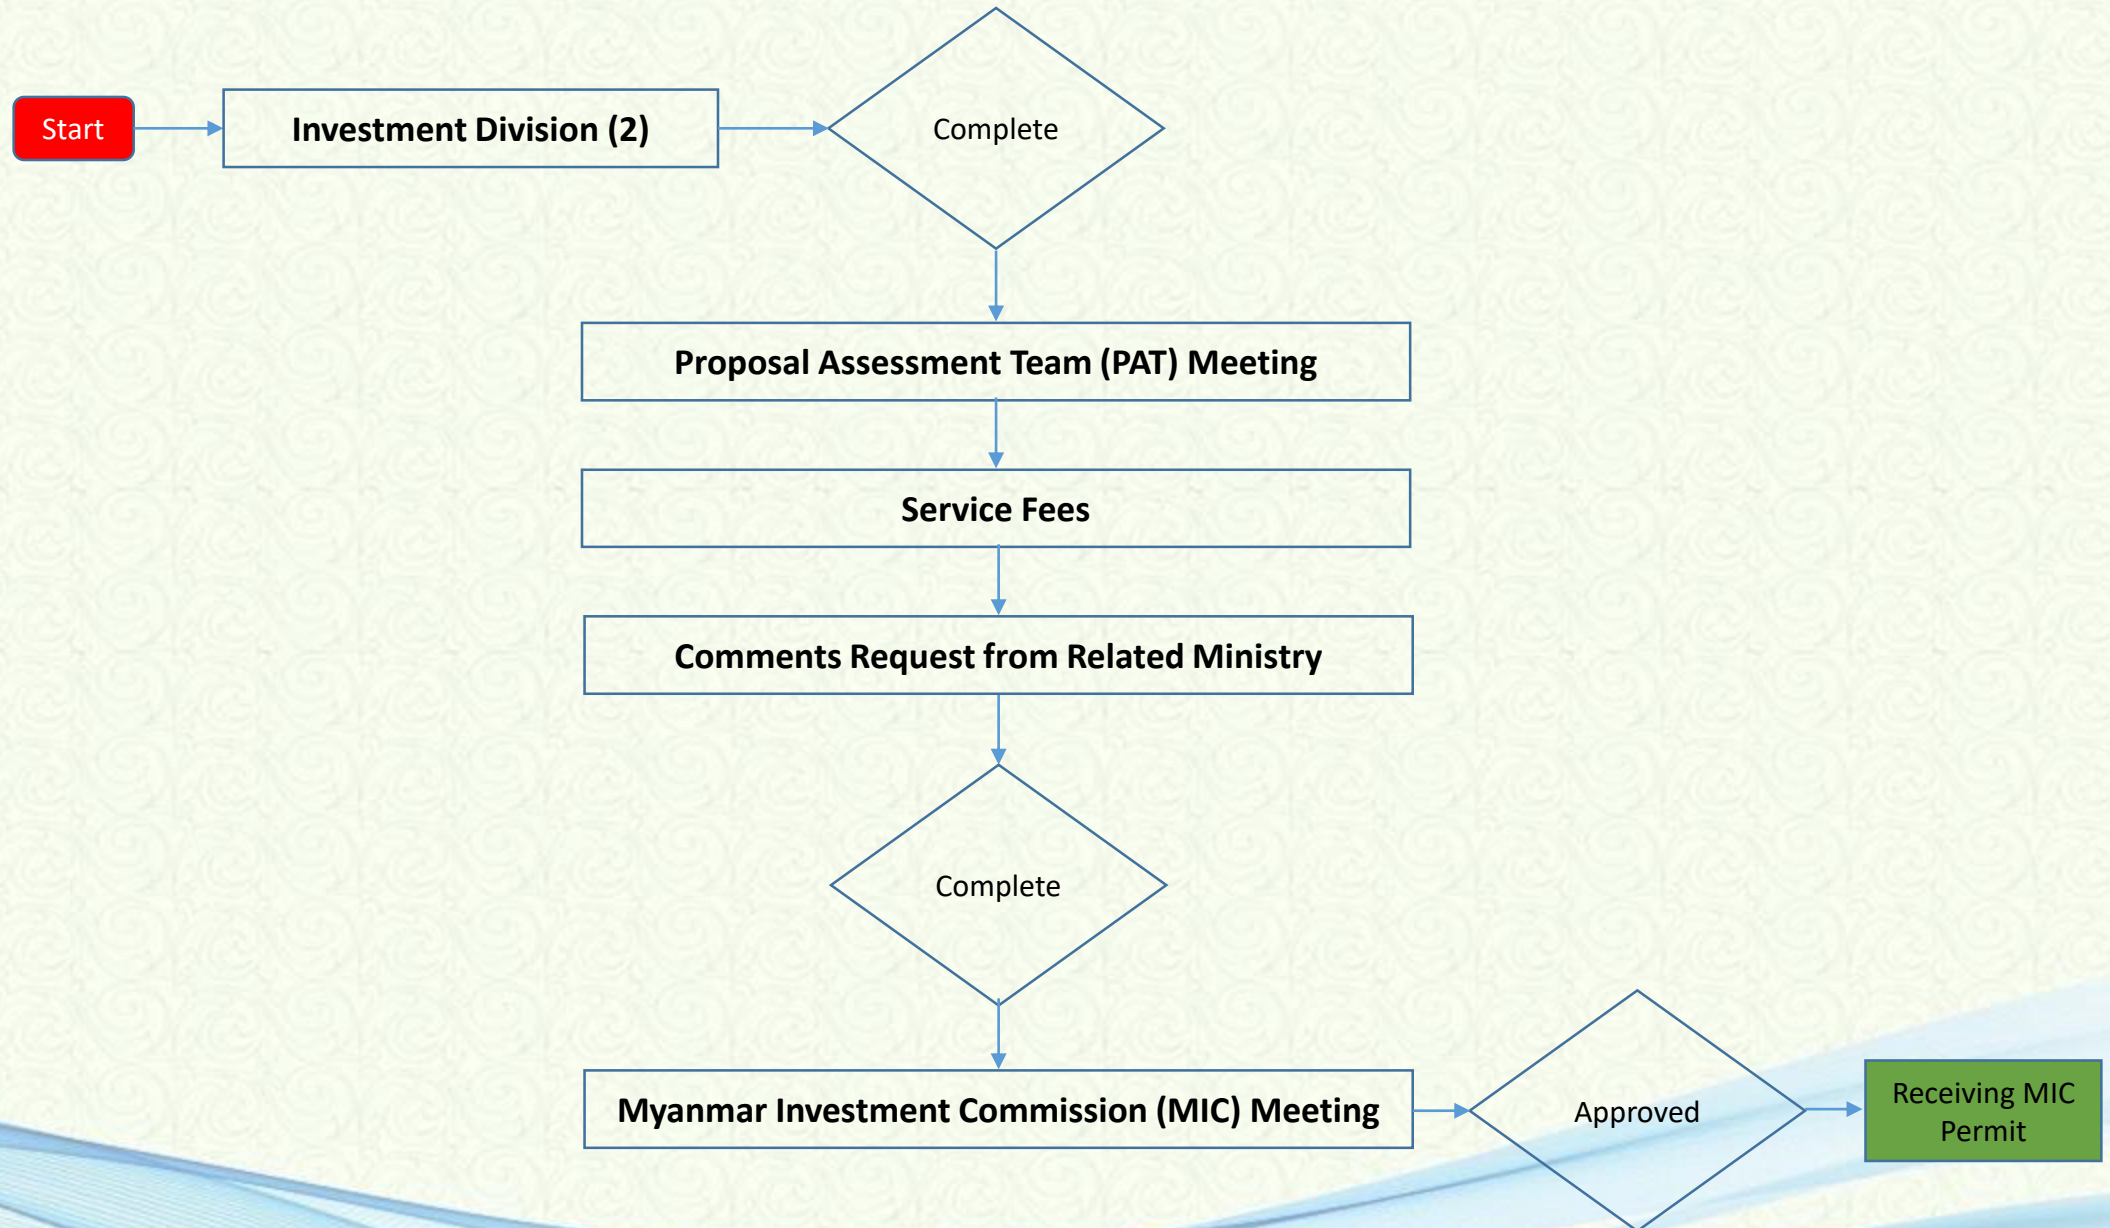 Start
Investment Division (2)
Complete
Proposal Assessment Team (PAT) Meeting
Service Fees
Comments Request from Related Ministry
Complete
Myanmar Investment Commission (MIC) Meeting
Approved
Receiving MIC
Permit